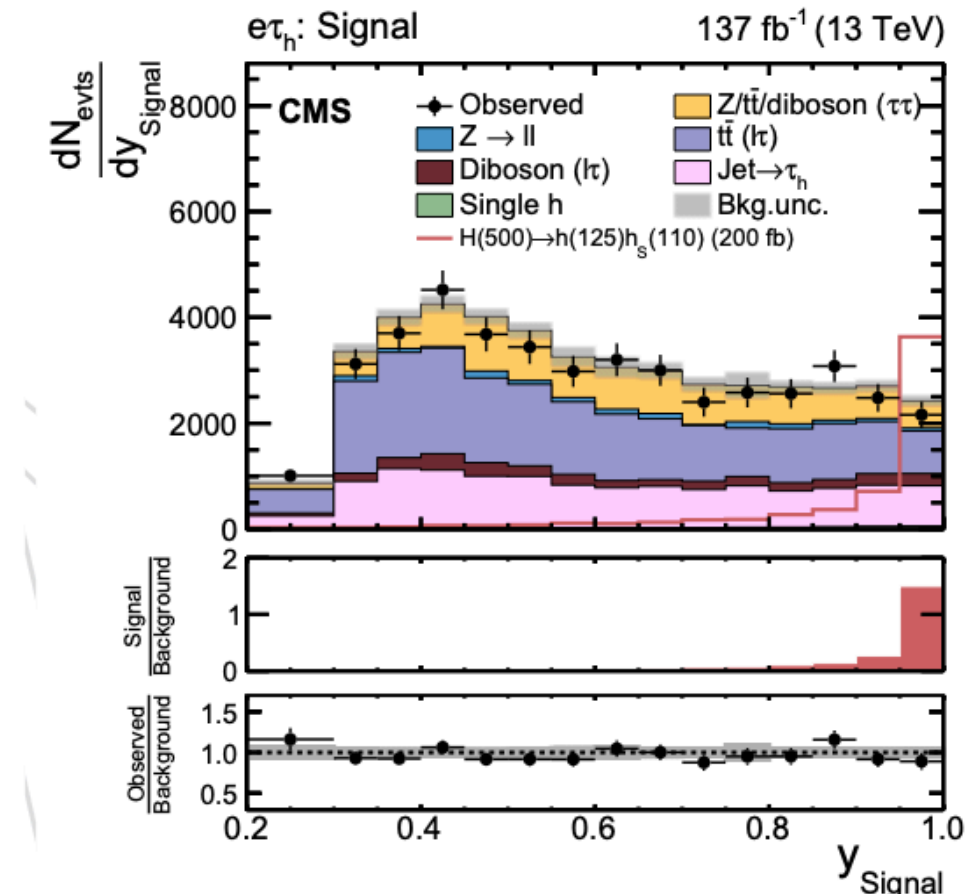 eτh: Signal 137 fb-1 (13 TeV)
dNevts
dySignal
CMS
Observed Z/tt̄/diboson (ττ)
Z → ll tt̄ (lτ)
Diboson (lτ) Jet→τh
Single h Bkg.unc.
H(500)→h(125)hS(110) (200 fb)
8000
6000
4000
2000
0
Signal
Background
2
1
0
Observed
Background
1.5
1.0
0.5
0.2 0.4 0.6 0.8 1.0
ySignal